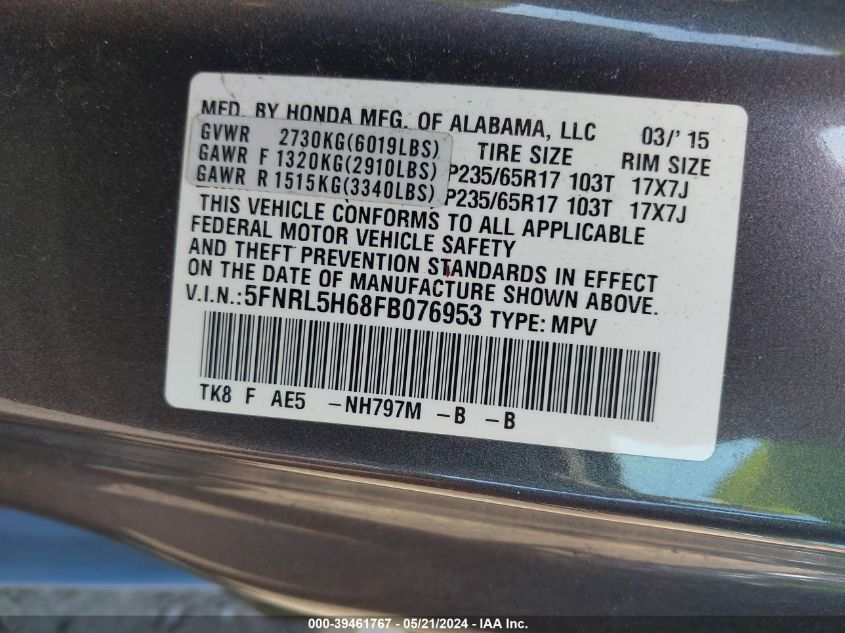 MFD. BY HONDA MFG. OF ALABAMA, LLC 03/' 15
GVWR 2730KG(6019LBS) TIRE SIZE RIM SIZE
GAWR F 1320KG(2910LBS) P235/65R17 103T 17X7J
GAWR R 1515KG(3340LBS) P235/65R17 103T 17X7J
THIS VEHICLE CONFORMS TO ALL APPLICABLE
FEDERAL MOTOR VEHICLE SAFETY
AND THEFT PREVENTION STANDARDS IN EFFECT
ON THE DATE OF MANUFACTURE SHOWN ABOVE.
V.I.N.:5FNRL5H68FB076953 TYPE: MPV
TK8 F AE5 -NH797M -B -B
000-39461767 - 05/21/2024 - IAA Inc.